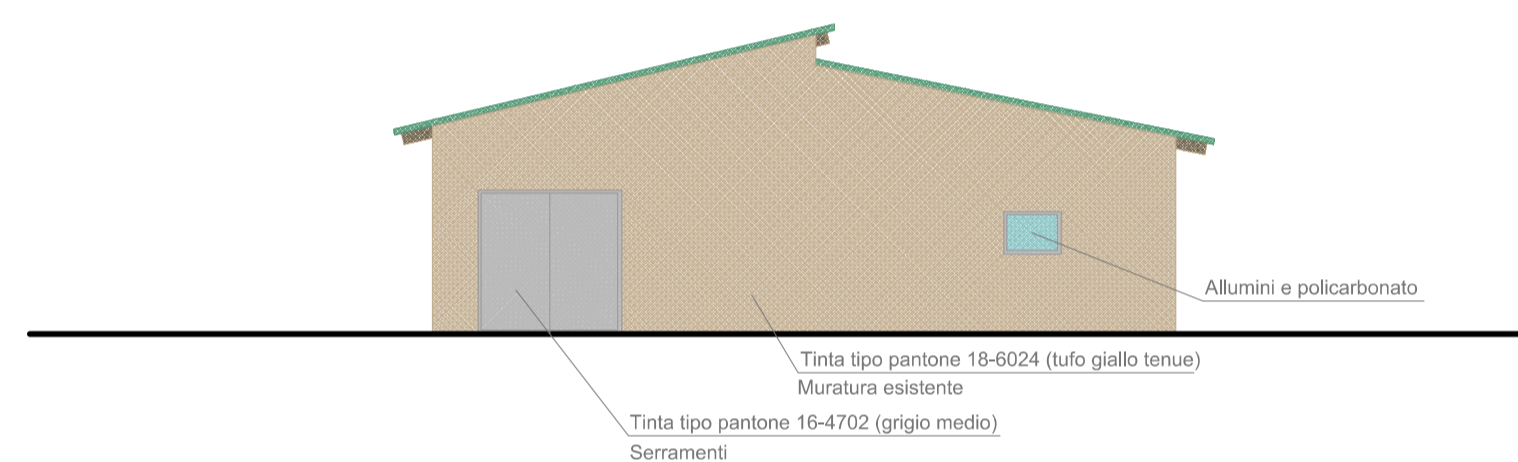 Allumini e policarbonato
Tinta tipo pantone 18-6024 (tufo giallo tenue)
Muratura esistente
Tinta tipo pantone 16-4702 (grigio medio)
Serramenti